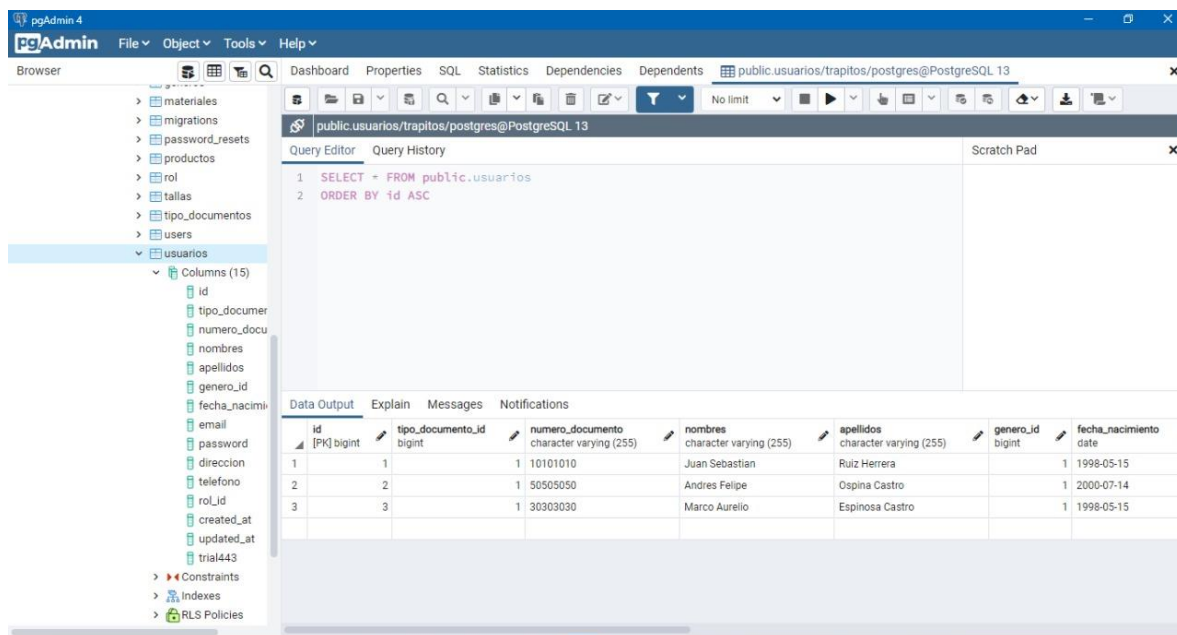 pgAdmin 4
pgAdmin File Object Tools Help
Browser
Dashboard Properties SQL Statistics Dependencies Dependents public.usuarios/trapitos/postgres@PostgreSQL 13
No limit
public.usuarios/trapitos/postgres@PostgreSQL 13
Query Editor Query History
Scratch Pad
1 SELECT * FROM public.usuarios
2 ORDER BY id ASC
materiales
migrations
password_resets
productos
rol
tallas
tipo_documentos
users
usuarios
Columns (15)
id
tipo_documer
numero_docu
nombres
apellidos
genero_id
fecha_nacimi
email
password
direccion
telefono
rol_id
created_at
updated_at
trial443
Constraints
Indexes
RLS Policies
Data Output Explain Messages Notifications
id tipo_documento_id numero_documento nombres apellidos genero_id fecha_nacimiento
[PK] bigint bigint character varying (255) character varying (255) character varying (255) bigint date
1 1 1 10101010 Juan Sebastian Ruiz Herrera 1 1998-05-15
2 2 1 50505050 Andres Felipe Ospina Castro 1 2000-07-14
3 3 1 30303030 Marco Aurelio Espinosa Castro 1 1998-05-15